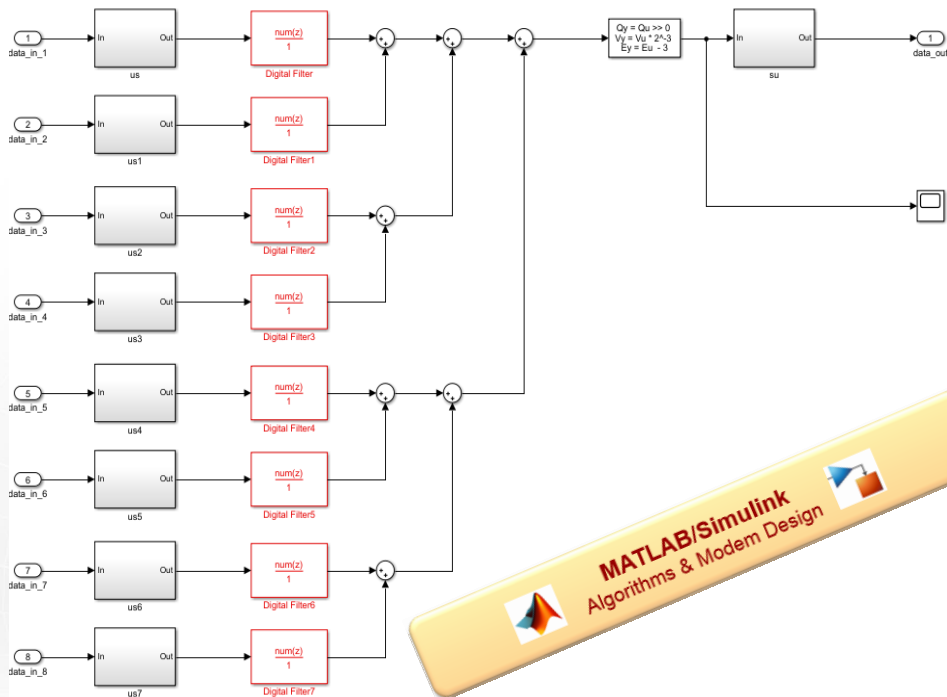 1
data_in_1
In
Out
us
num(z)
1
Digital Filter
+
+
+
+
+
+
Qy = Qu >> 0
Vy = Vu * 2^-3
Ey = Eu - 3
In
Out
su
1
data_out
2
data_in_2
In
Out
us1
num(z)
1
Digital Filter1
3
data_in_3
In
Out
us2
num(z)
1
Digital Filter2
+
+
4
data_in_4
In
Out
us3
num(z)
1
Digital Filter3
5
data_in_5
In
Out
us4
num(z)
1
Digital Filter4
+
+
+
+
6
data_in_6
In
Out
us5
num(z)
1
Digital Filter5
7
data_in_7
In
Out
us6
num(z)
1
Digital Filter6
+
+
8
data_in_8
In
Out
us7
num(z)
1
Digital Filter7
MATLAB/Simulink
Algorithms & Modem Design